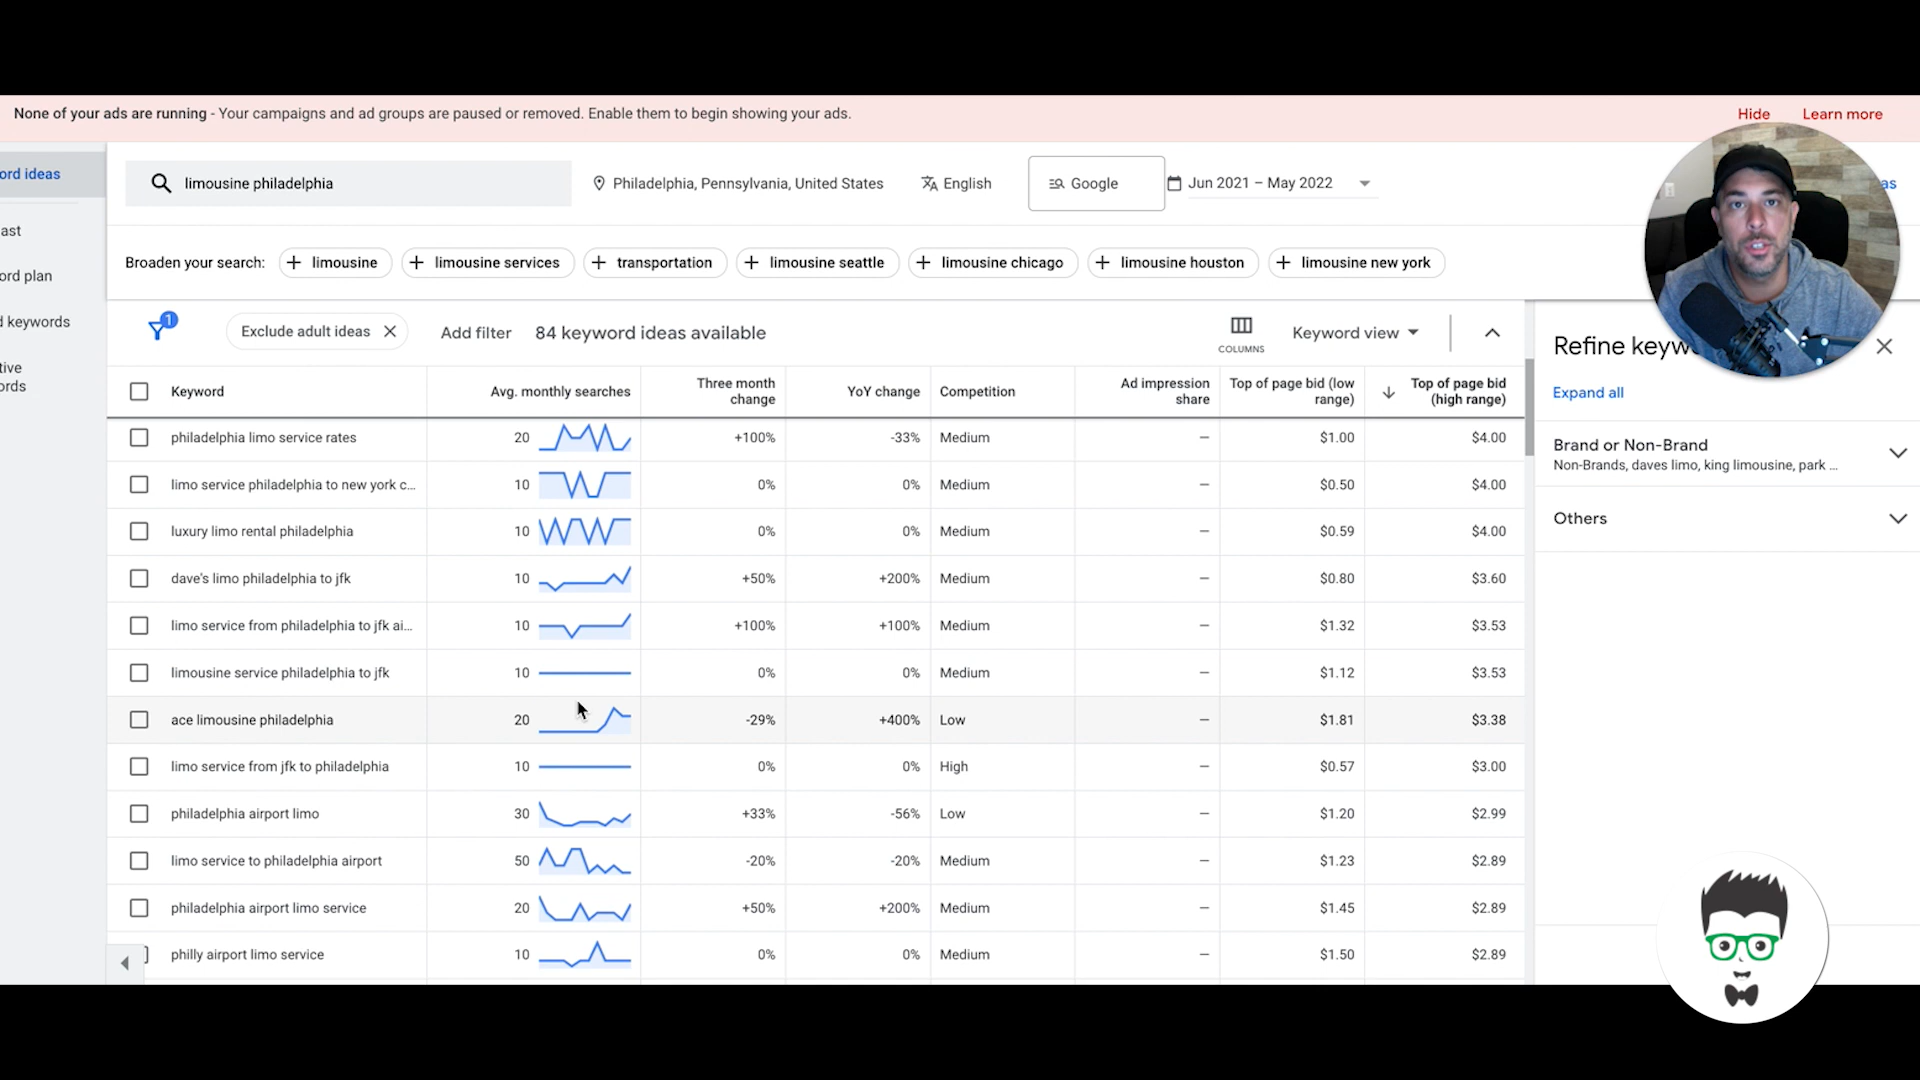 None of your ads are running - Your campaigns and ad groups are paused or removed. Enable them to begin showing your ads.
Hide
Learn more
ord ideas
ast
ord plan
d keywords
tive
ords
limousine philadelphia
Philadelphia, Pennsylvania, United States
English
Google
Jun 2021 – May 2022
as
Broaden your search:
limousine
limousine services
transportation
limousine seattle
limousine chicago
limousine houston
limousine new york
1
Exclude adult ideas
Add filter
84 keyword ideas available
COLUMNS
Keyword view
Refine keyw
Expand all
Brand or Non-Brand
Non-Brands, daves limo, king limousine, park ...
Others
Keyword
Avg. monthly searches
Three month
change
YoY change
Competition
Ad impression
share
Top of page bid (low
range)
Top of page bid
(high range)
philadelphia limo service rates 20 +100% -33% Medium – $1.00 $4.00
limo service philadelphia to new york c... 10 0% 0% Medium – $0.50 $4.00
luxury limo rental philadelphia 10 0% 0% Medium – $0.59 $4.00
dave's limo philadelphia to jfk 10 +50% +200% Medium – $0.80 $3.60
limo service from philadelphia to jfk ai... 10 +100% +100% Medium – $1.32 $3.53
limousine service philadelphia to jfk 10 0% 0% Medium – $1.12 $3.53
ace limousine philadelphia 20 -29% +400% Low – $1.81 $3.38
limo service from jfk to philadelphia 10 0% 0% High – $0.57 $3.00
philadelphia airport limo 30 +33% -56% Low – $1.20 $2.99
limo service to philadelphia airport 50 -20% -20% Medium – $1.23 $2.89
philadelphia airport limo service 20 +50% +200% Medium – $1.45 $2.89
philly airport limo service 10 0% 0% Medium – $1.50 $2.89